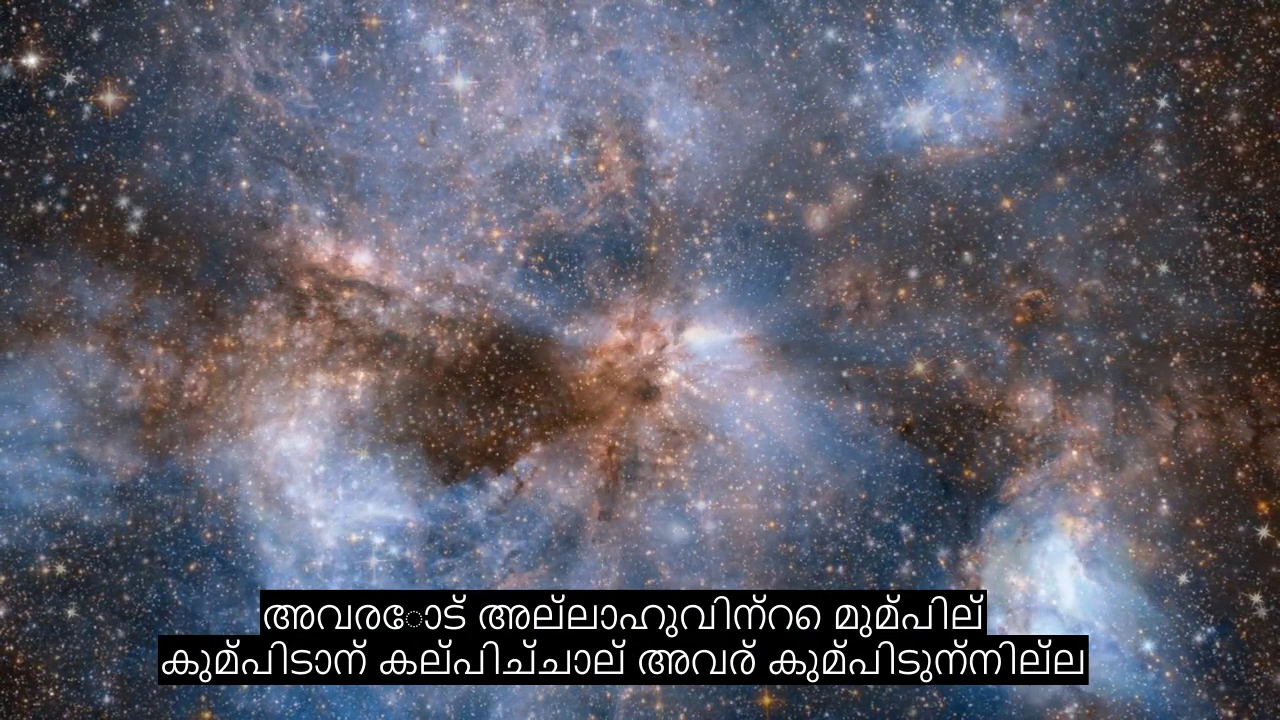 അവരോട് അല്ലാഹുവിന്റെ മുമ്പില്
കുമ്പിടാന് കല്പിച്ചാല് അവര് കുമ്പിടുന്നില്ല